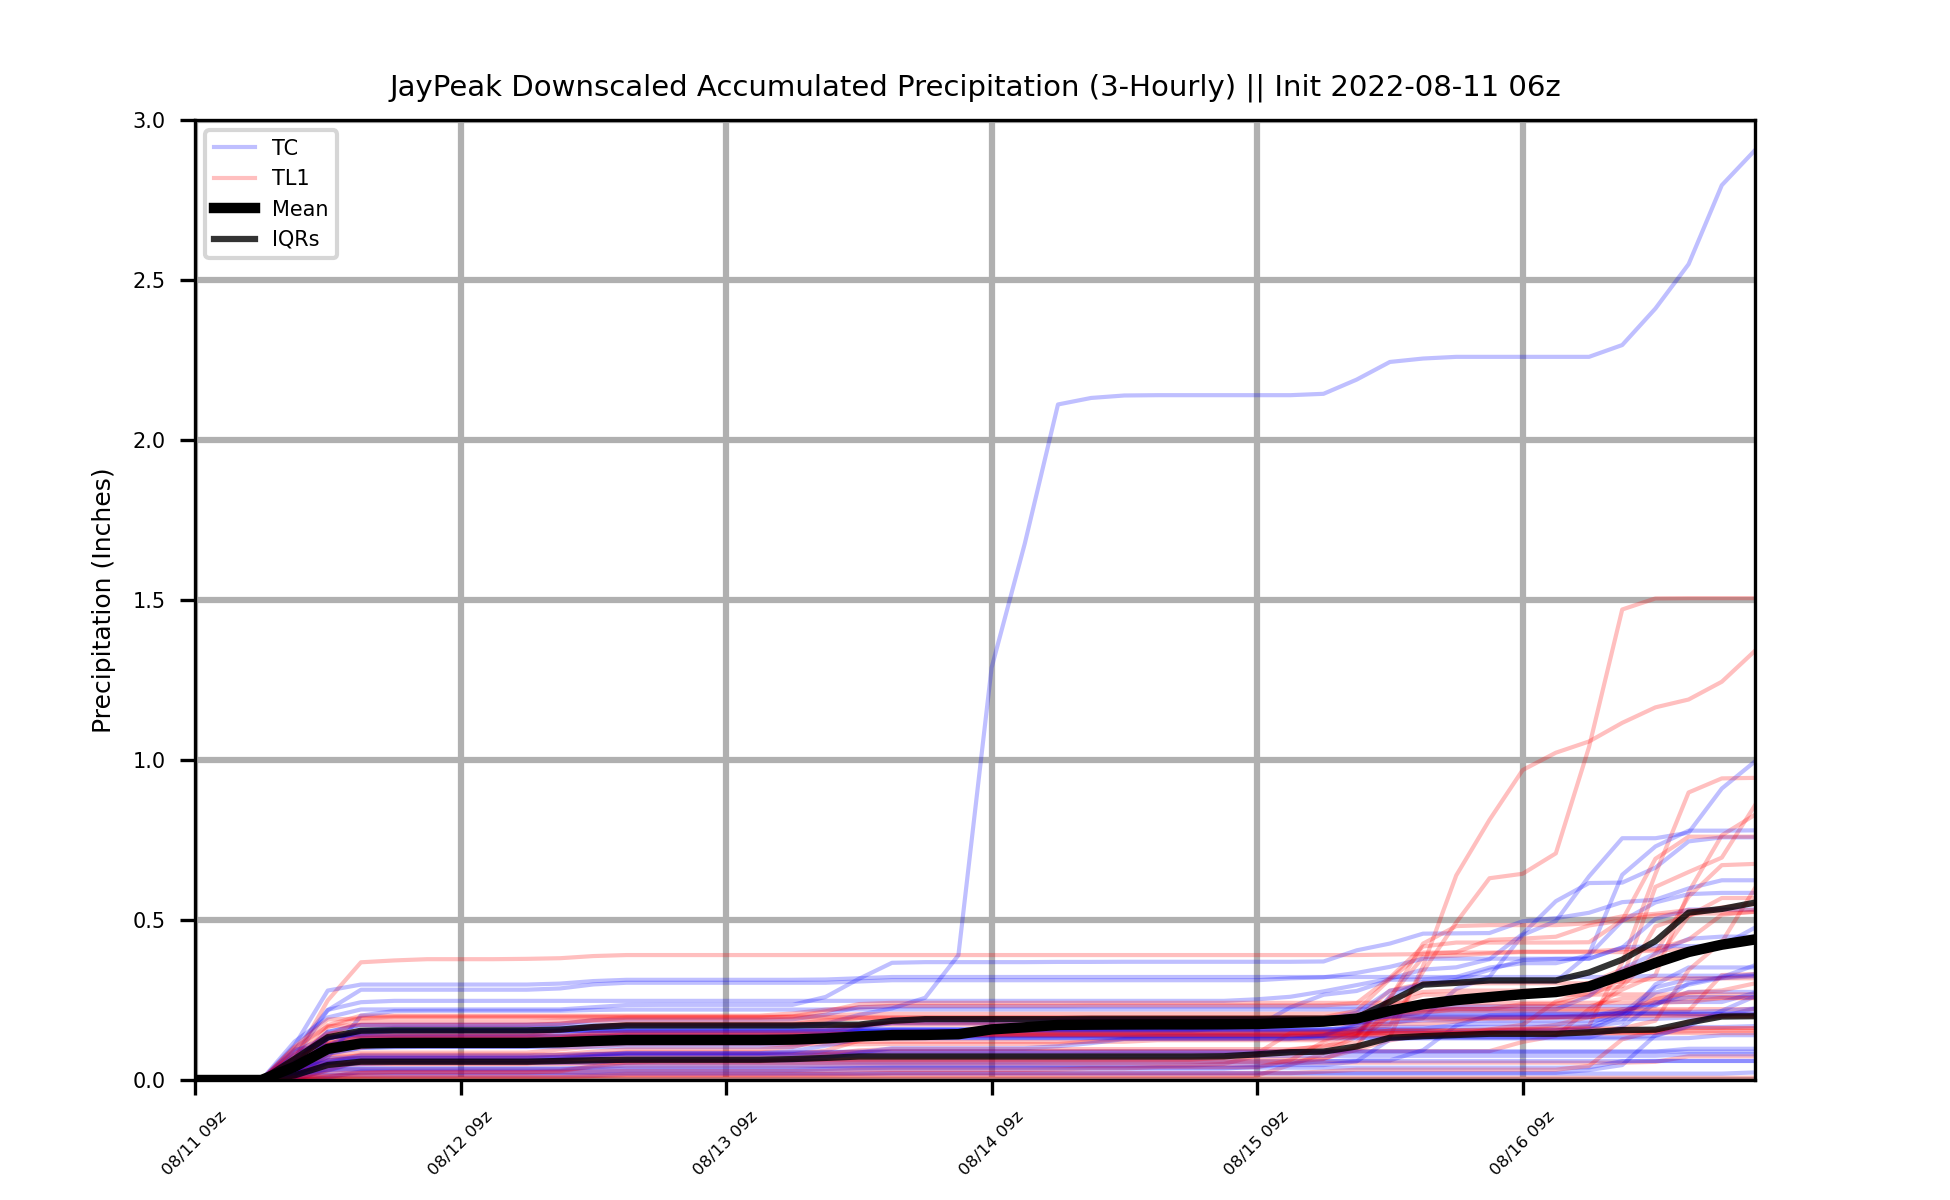 JayPeak Downscaled Accumulated Precipitation (3-Hourly) || Init 2022-08-11 06z
TC
TL1
Mean
IQRs
Precipitation (Inches)
3.0
2.5
2.0
1.5
1.0
0.5
0.0
08/11 09z
08/12 09z
08/13 09z
08/14 09z
08/15 09z
08/16 09z